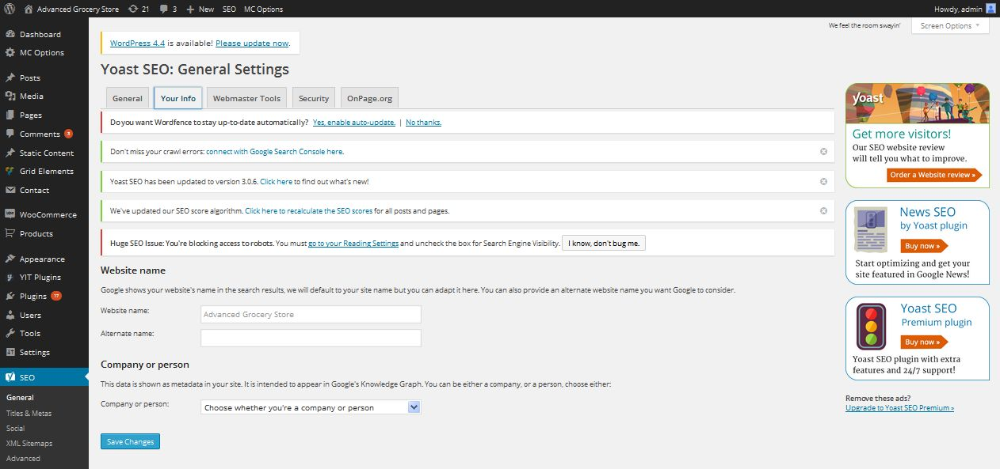 Advanced Grocery Store 21 3 New SEO MC Options Howdy, admin
We feel the room swayin' Screen Options
Dashboard
MC Options
Posts
Media
Pages
Comments 3
Static Content
Grid Elements
Contact
WooCommerce
Products
Appearance
YIT Plugins
Plugins 17
Users
Tools
Settings
SEO
General
Titles & Metas
Social
XML Sitemaps
Advanced
WordPress 4.4 is available! Please update now.
Yoast SEO: General Settings
General Your Info Webmaster Tools Security OnPage.org
Do you want Wordfence to stay up-to-date automatically? Yes, enable auto-update. | No thanks.
Don't miss your crawl errors: connect with Google Search Console here.
Yoast SEO has been updated to version 3.0.6. Click here to find out what's new!
We've updated our SEO score algorithm. Click here to recalculate the SEO scores for all posts and pages.
Huge SEO Issue: You're blocking access to robots. You must go to your Reading Settings and uncheck the box for Search Engine Visibility. I know, don't bug me.
Website name
Google shows your website's name in the search results, we will default to your site name but you can adapt it here. You can also provide an alternate website name you want Google to consider.
Website name: Advanced Grocery Store
Alternate name:
Company or person
This data is shown as metadata in your site. It is intended to appear in Google's Knowledge Graph. You can be either a company, or a person, choose either:
Company or person: Choose whether you're a company or person
Save Changes
yoast
Get more visitors!
Our SEO website review
will tell you what to improve.
Order a Website review »
News SEO
by Yoast plugin
Buy now »
Start optimizing and get your
site featured in Google News!
Yoast SEO
Premium plugin
Buy now »
Yoast SEO plugin with extra
features and 24/7 support!
Remove these ads?
Upgrade to Yoast SEO Premium »